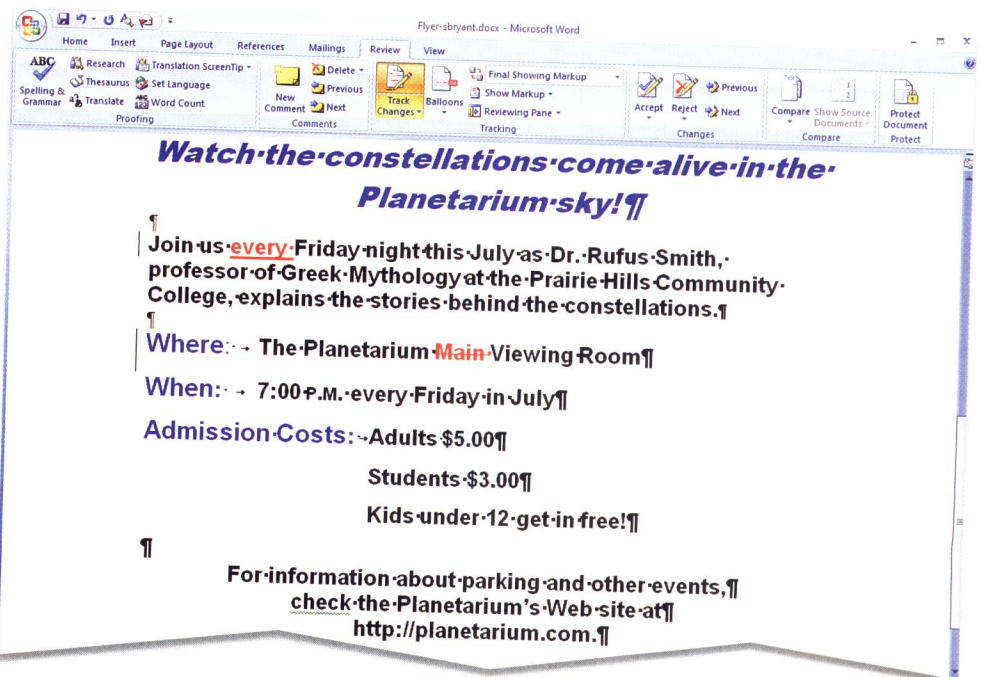 Flyer-sbryant.docx - Microsoft Word
Home Insert Page Layout References Mailings Review View
ABC Research Translation ScreenTip Delete Previous Final Showing Markup Previous
Spelling & Grammar Thesaurus Set Language New Comment Previous Track Changes Balloons Show Markup Accept Reject Next Compare Show Source Documents Protect Document
Translate Word Count Next Reviewing Pane
Proofing Comments Tracking Changes Compare Protect
Watch·the·constellations·come·alive·in·the·
Planetarium·sky!¶
¶
Join·us·every·Friday·night·this·July·as·Dr.·Rufus·Smith,·
professor·of·Greek·Mythology·at·the·Prairie·Hills·Community·
College,·explains·the·stories·behind·the·constellations.¶
¶
Where:·→ The·Planetarium·Main·Viewing·Room¶
When:·→ 7:00·P.M.·every·Friday·in·July¶
Admission·Costs:·→Adults·$5.00¶
Students·$3.00¶
Kids·under·12·get·in·free!¶
¶
For·information·about·parking·and·other·events,¶
check·the·Planetarium's·Web·site·at¶
http://planetarium.com.¶